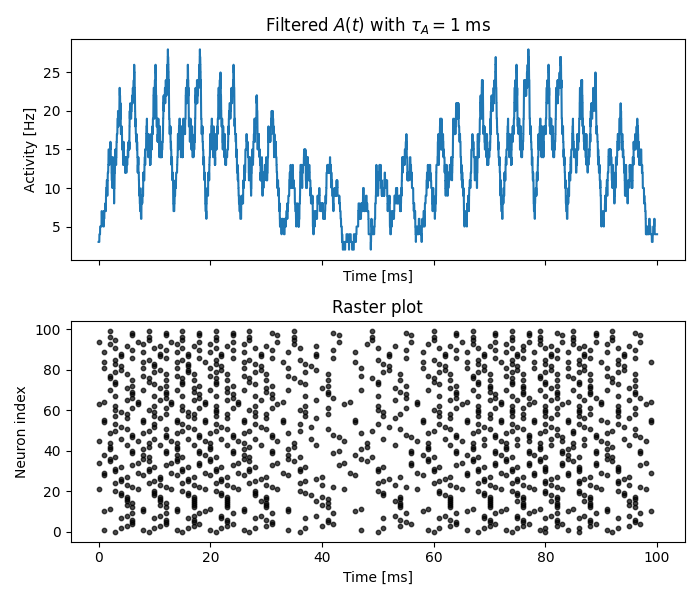 Filtered A(t) with τ_A = 1 ms
25
20
15
10
5
Activity [Hz]
Time [ms]
Raster plot
100
80
60
40
20
0
Neuron index
0 20 40 60 80 100
Time [ms]